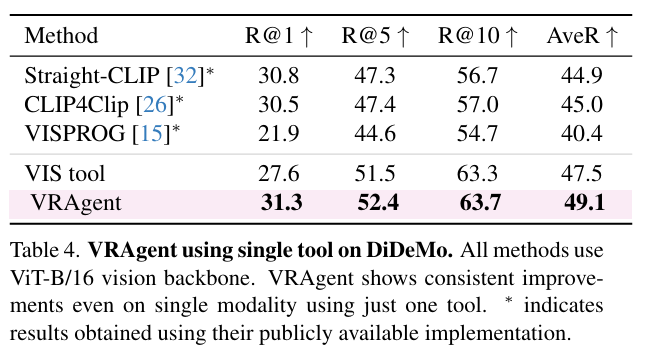 Method R@1 ↑ R@5 ↑ R@10 ↑ AveR ↑
Straight-CLIP [32]* 30.8 47.3 56.7 44.9
CLIP4Clip [26]* 30.5 47.4 57.0 45.0
VISPROG [15]* 21.9 44.6 54.7 40.4
VIS tool 27.6 51.5 63.3 47.5
VRAgent 31.3 52.4 63.7 49.1
Table 4. VRAgent using single tool on DiDeMo. All methods use
ViT-B/16 vision backbone. VRAgent shows consistent improve-
ments even on single modality using just one tool. * indicates
results obtained using their publicly available implementation.